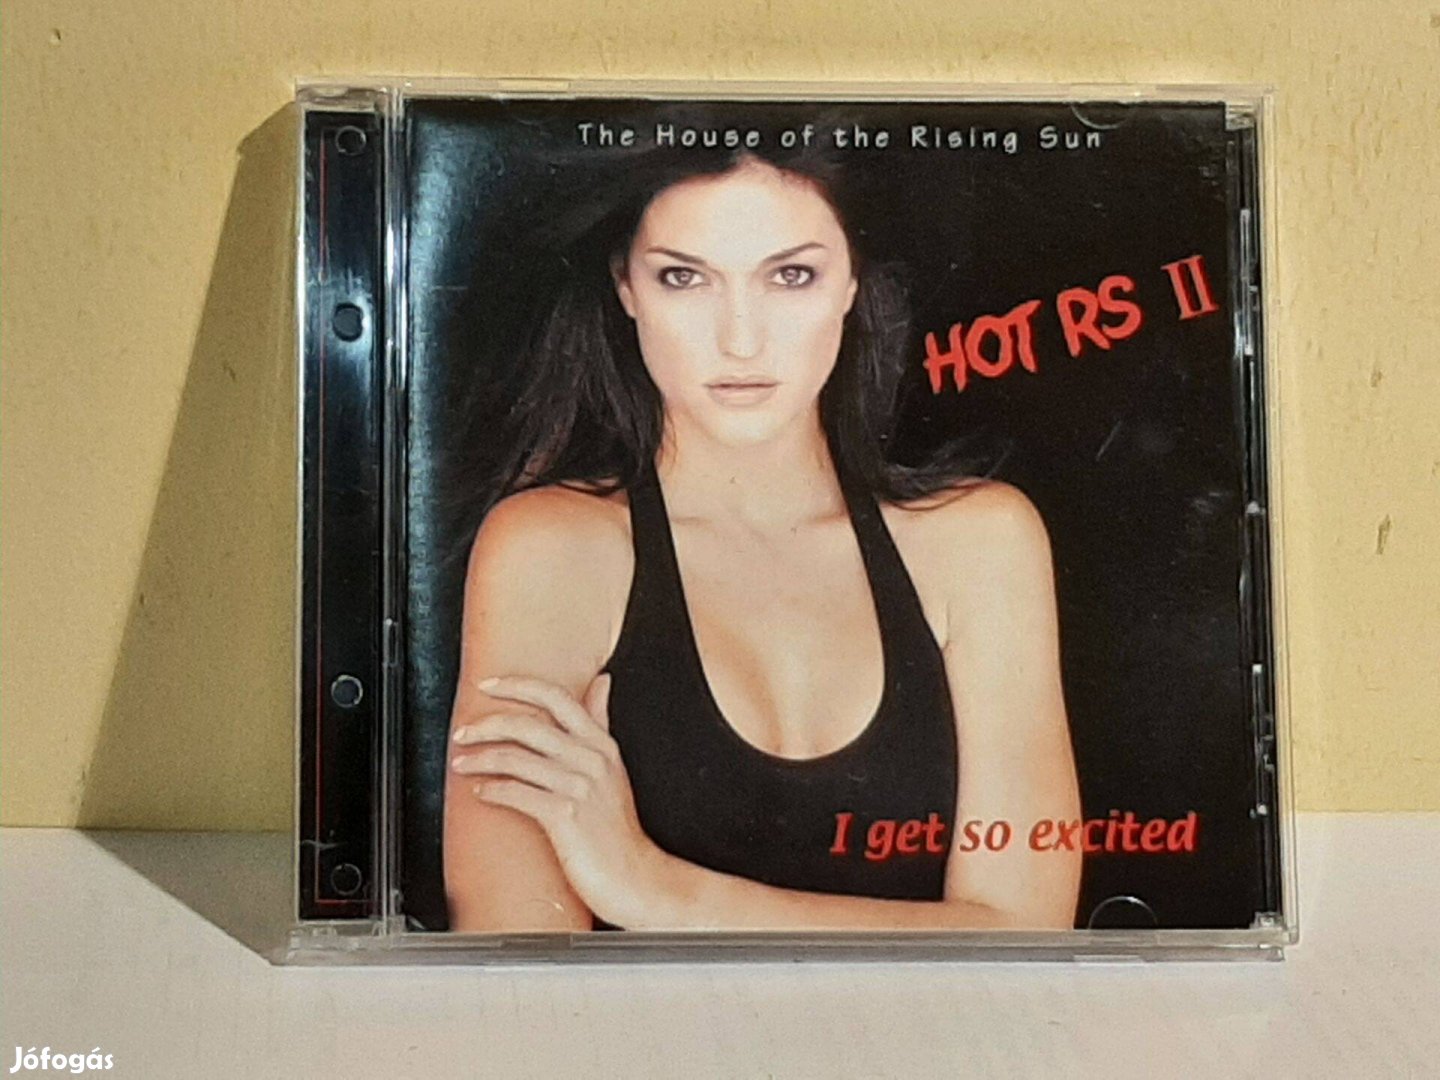 The House of the Rising Sun
HOT RS II
I get so excited
Jófogás